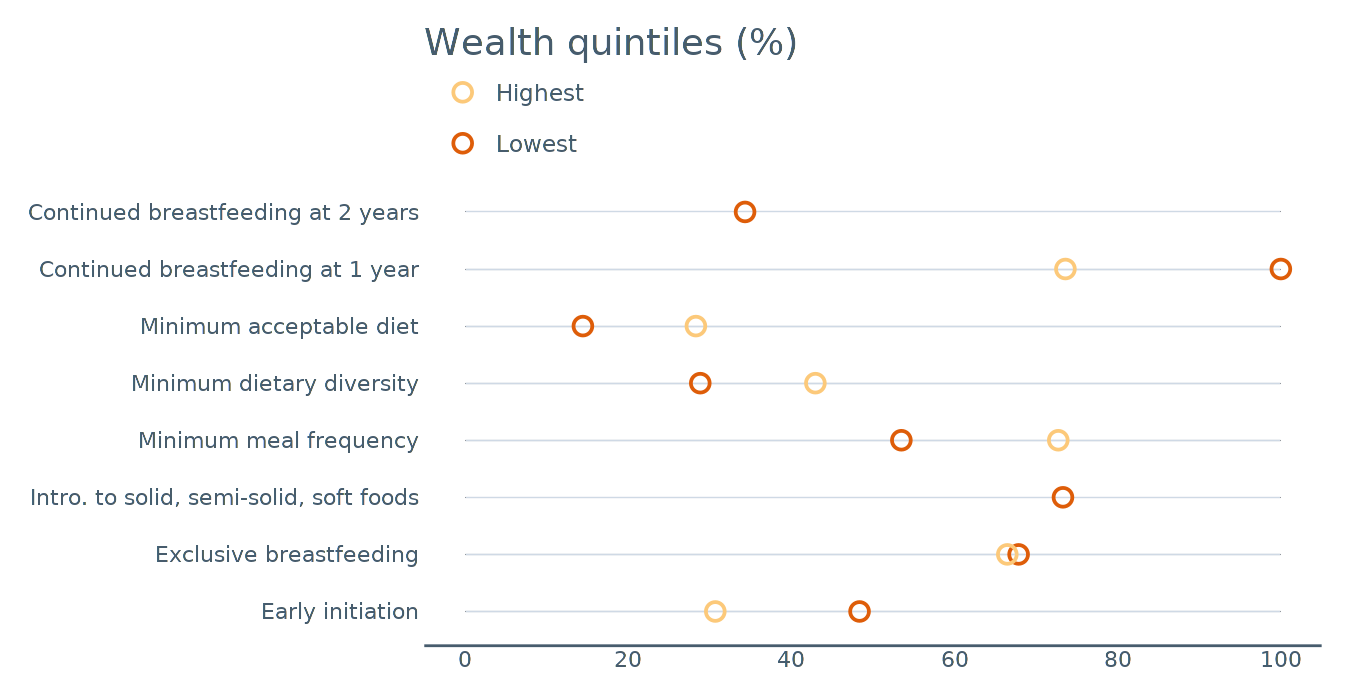 Wealth quintiles (%)
Highest
Lowest
Continued breastfeeding at 2 years
Continued breastfeeding at 1 year
Minimum acceptable diet
Minimum dietary diversity
Minimum meal frequency
Intro. to solid, semi-solid, soft foods
Exclusive breastfeeding
Early initiation
0 20 40 60 80 100